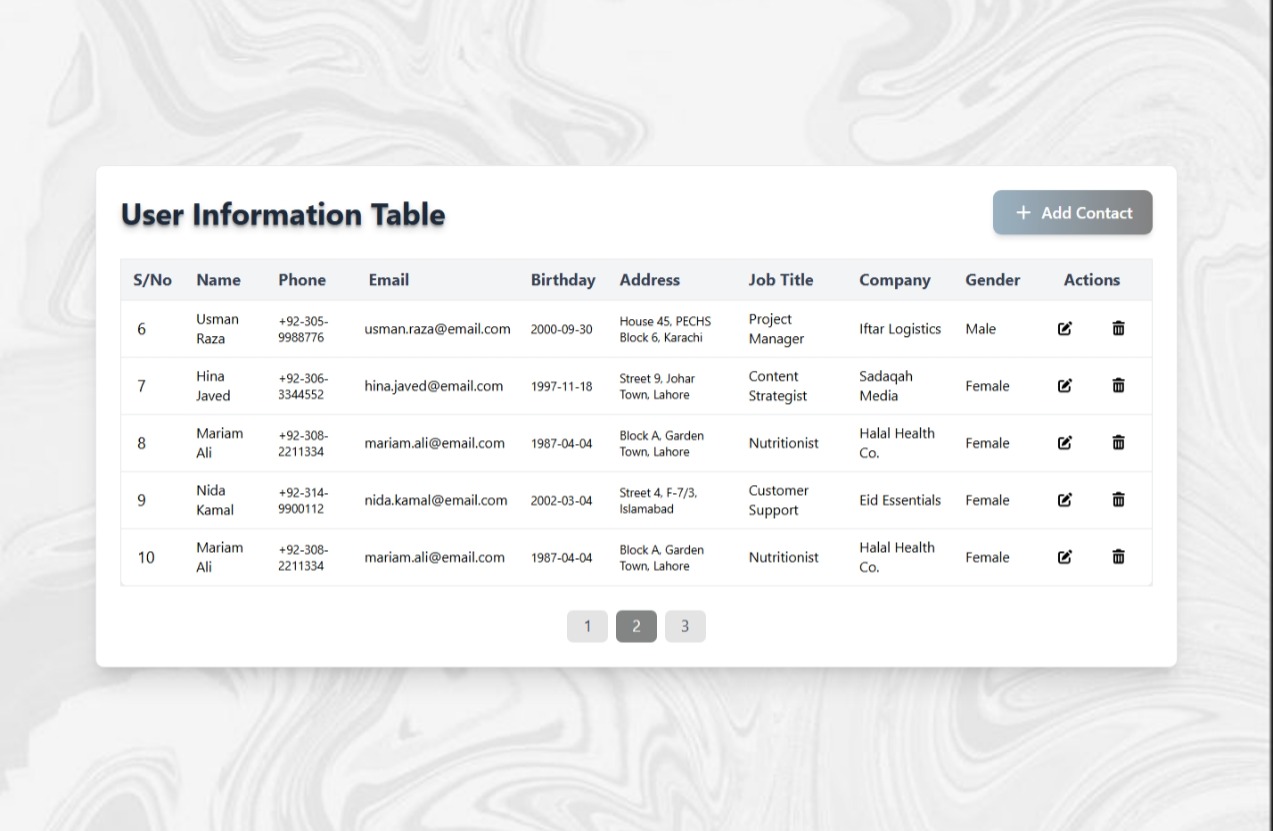 User Information Table
+ Add Contact
S/No Name Phone Email Birthday Address Job Title Company Gender Actions
6 Usman Raza +92-305-9988776 usman.raza@email.com 2000-09-30 House 45, PECHS Block 6, Karachi Project Manager Iftar Logistics Male
7 Hina Javed +92-306-3344552 hina.javed@email.com 1997-11-18 Street 9, Johar Town, Lahore Content Strategist Sadaqah Media Female
8 Mariam Ali +92-308-2211334 mariam.ali@email.com 1987-04-04 Block A, Garden Town, Lahore Nutritionist Halal Health Co. Female
9 Nida Kamal +92-314-9900112 nida.kamal@email.com 2002-03-04 Street 4, F-7/3, Islamabad Customer Support Eid Essentials Female
10 Mariam Ali +92-308-2211334 mariam.ali@email.com 1987-04-04 Block A, Garden Town, Lahore Nutritionist Halal Health Co. Female
1 2 3